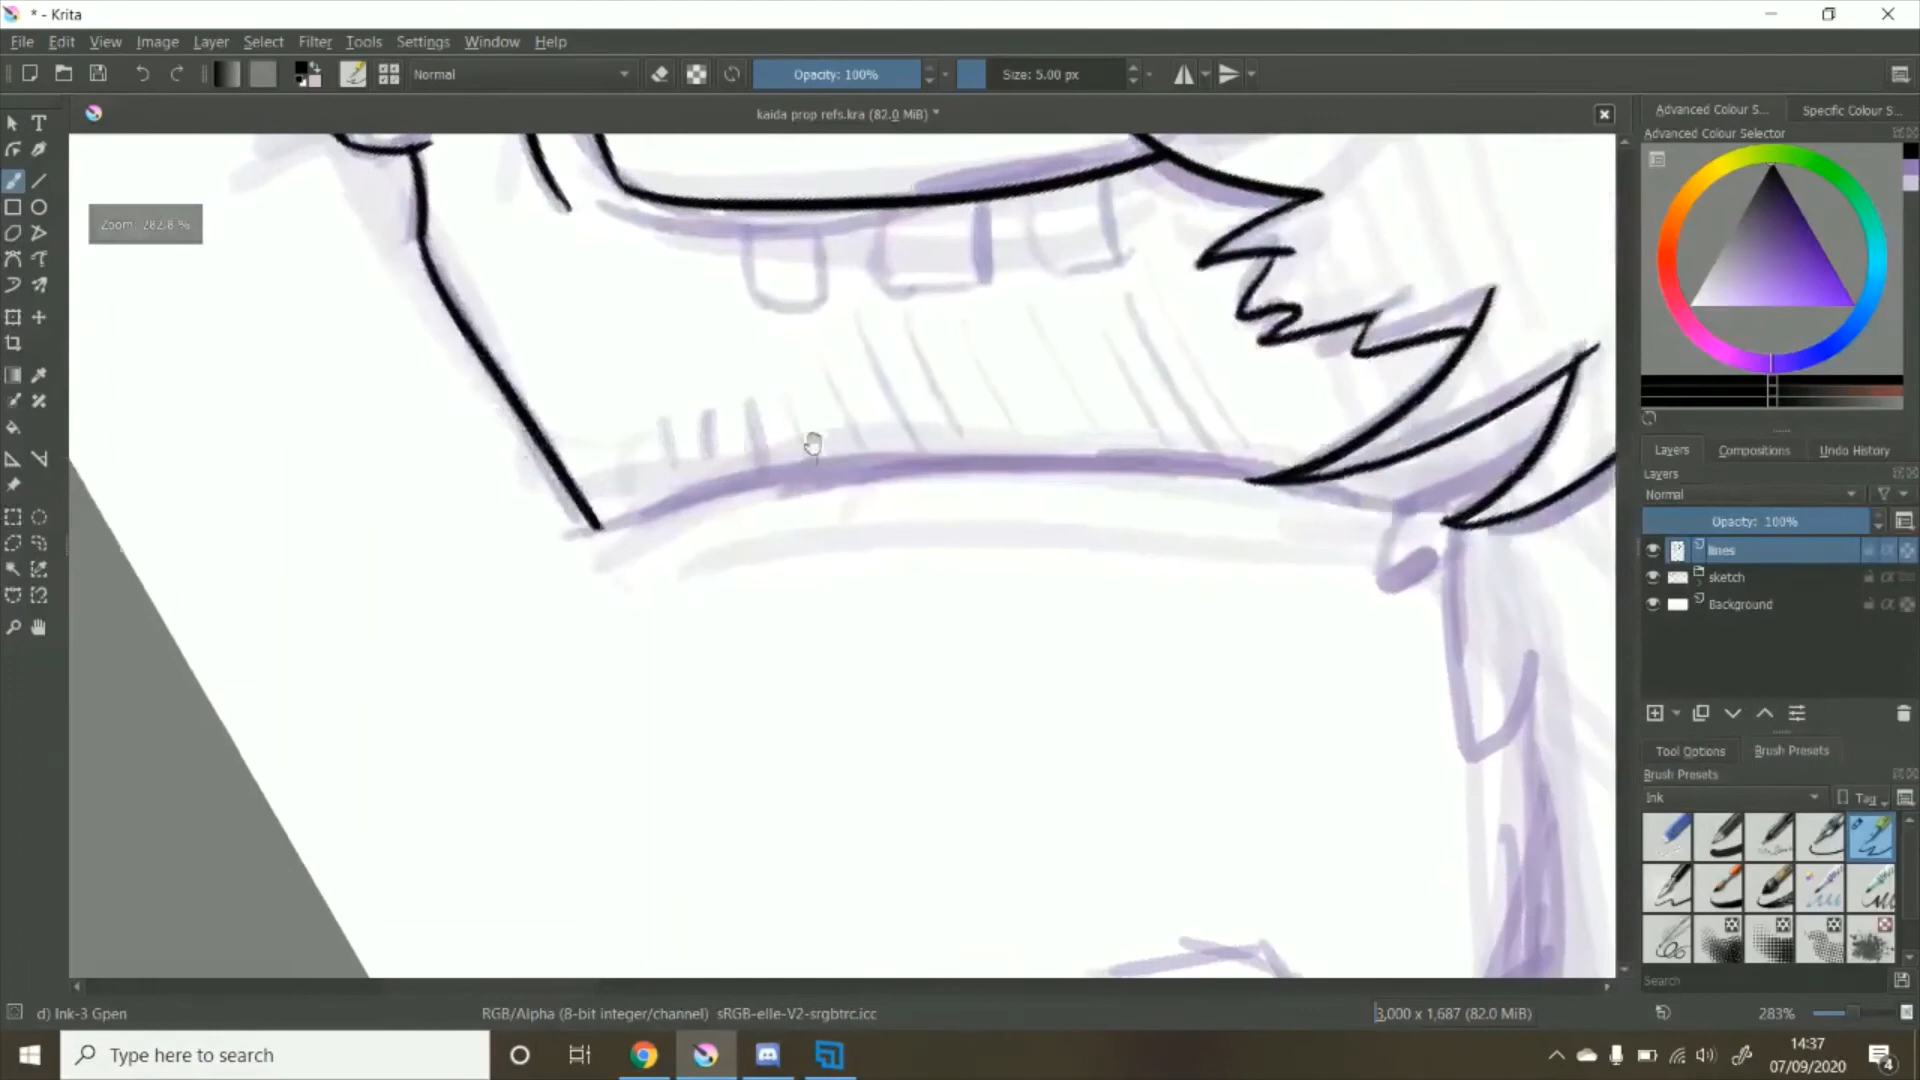 * - Krita
File Edit View Image Layer Select Filter Tools Settings Window Help
Normal
Opacity: 100%
Size: 5.00 px
kaida prop refs.kra (82.0 MiB) *
Advanced Colour S... Specific Colour S...
Advanced Colour Selector
Zoom: 282.8 %
Layers Compositions Undo History
Layers
Normal
Opacity: 100%
lines
sketch
Background
Tool Options Brush Presets
Brush Presets
Ink
Tag
Search
d) Ink-3 Gpen
RGB/Alpha (8-bit integer/channel) sRGB-elle-V2-srgbtrc.icc
3,000 x 1,687 (82.0 MiB)
283%
Type here to search
14:37
07/09/2020
4